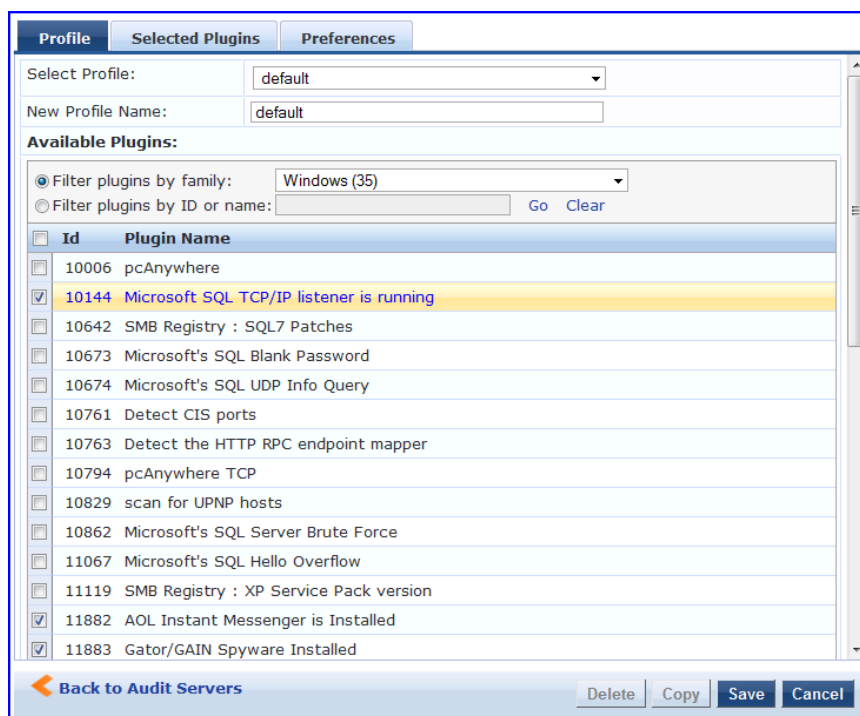 Profile Selected Plugins Preferences
Select Profile: default
New Profile Name: default
Available Plugins:
Filter plugins by family: Windows (35)
Filter plugins by ID or name: Go Clear
Id Plugin Name
10006 pcAnywhere
10144 Microsoft SQL TCP/IP listener is running
10642 SMB Registry : SQL7 Patches
10673 Microsoft's SQL Blank Password
10674 Microsoft's SQL UDP Info Query
10761 Detect CIS ports
10763 Detect the HTTP RPC endpoint mapper
10794 pcAnywhere TCP
10829 scan for UPNP hosts
10862 Microsoft's SQL Server Brute Force
11067 Microsoft's SQL Hello Overflow
11119 SMB Registry : XP Service Pack version
11882 AOL Instant Messenger is Installed
11883 Gator/GAIN Spyware Installed
Back to Audit Servers Delete Copy Save Cancel